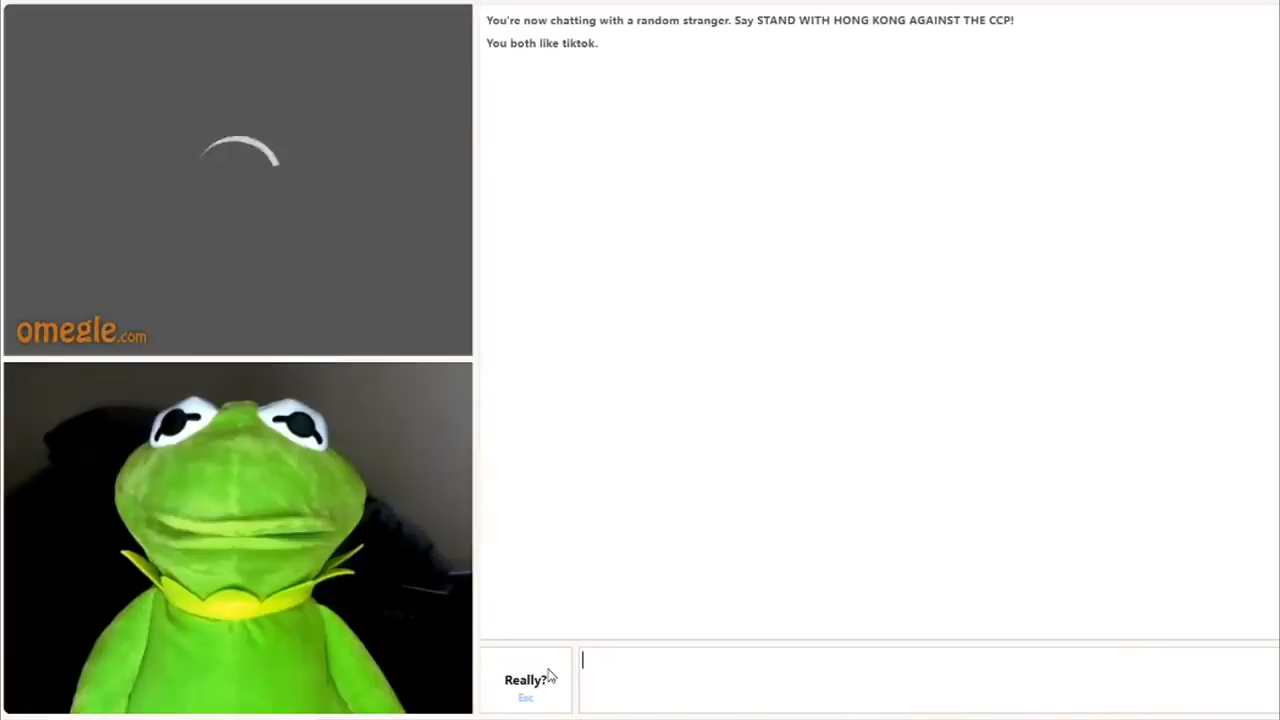 You're now chatting with a random stranger. Say STAND WITH HONG KONG AGAINST THE CCP!
You both like tiktok.
omegle.com
Really?
Esc